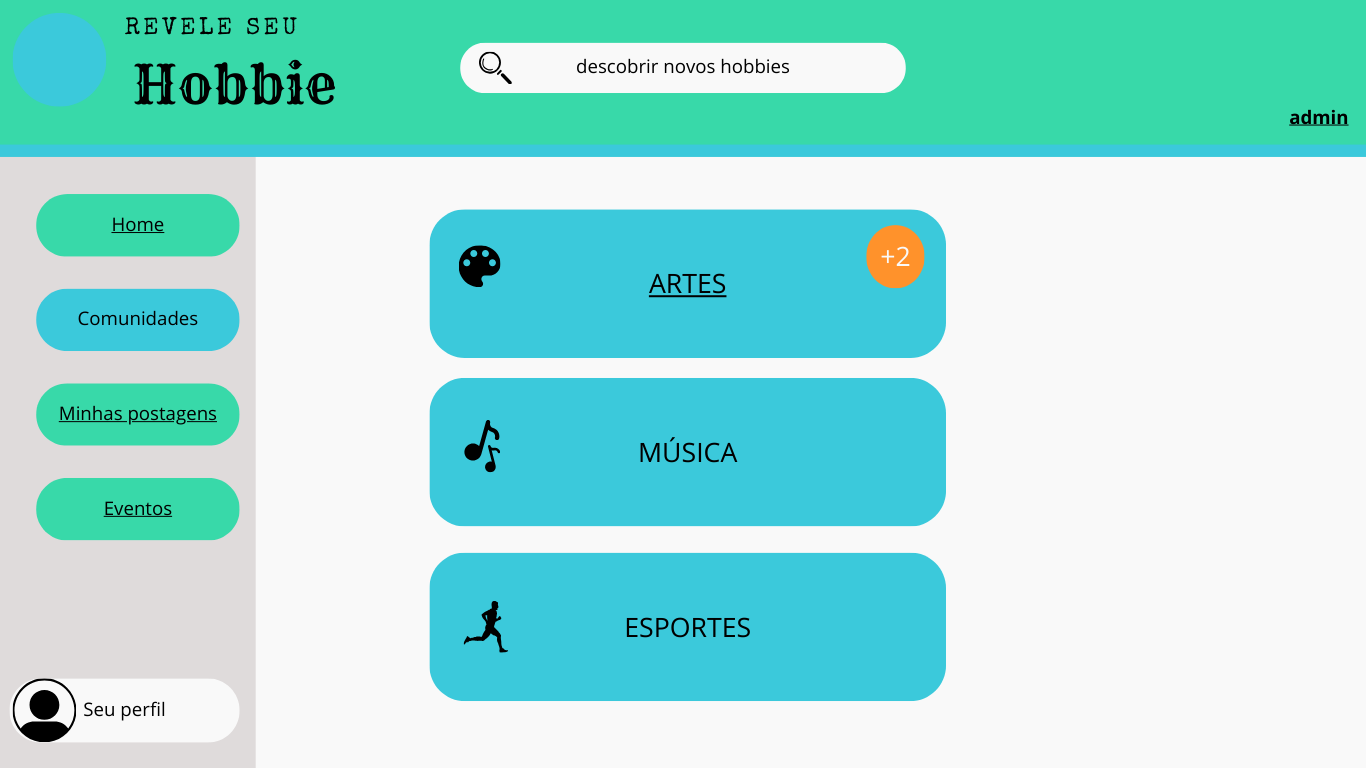 REVELE SEU
Hobbie
descobrir novos hobbies
admin
Home
Comunidades
Minhas postagens
Eventos
Seu perfil
+2
ARTES
MÚSICA
ESPORTES